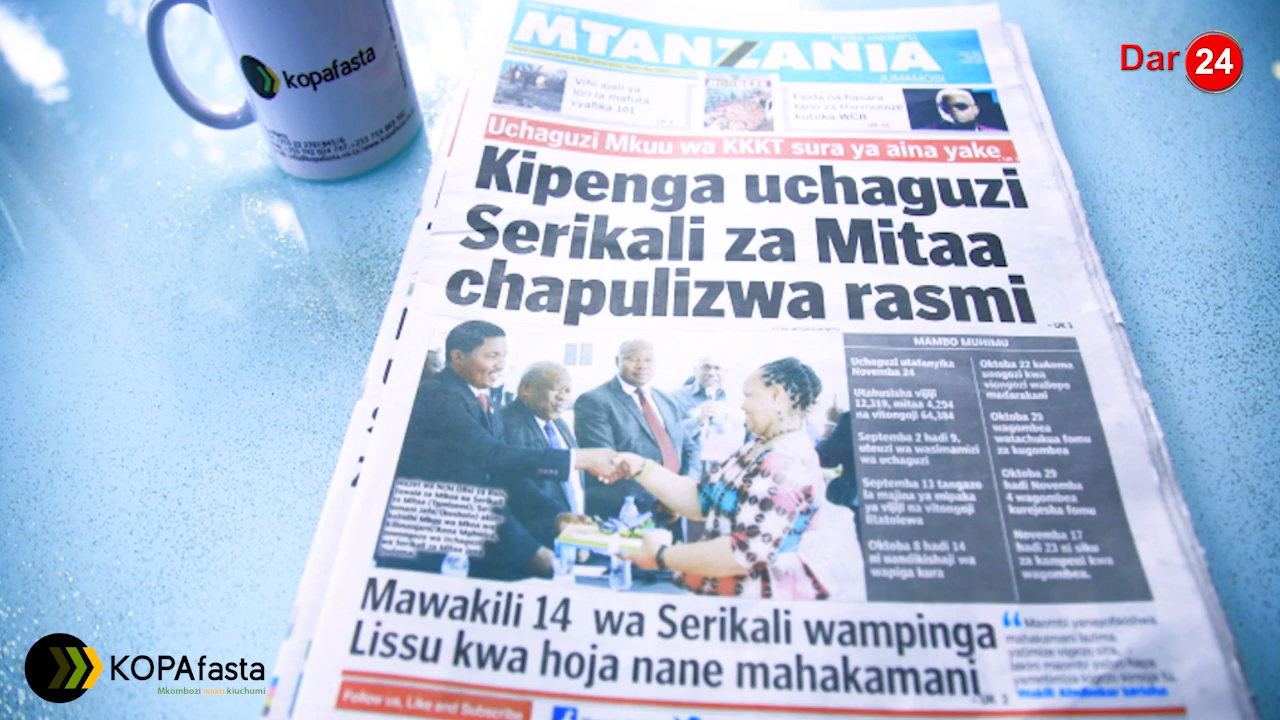 Dar 24
kopafasta
MTANZANIA
JUMAMOSI
Vifo ajali ya
lori la mafuta
vyafika 101
Faida na hasara
tano za Harmonize
kutoka WCB
Uchaguzi Mkuu wa KKKT sura ya aina yake
Kipenga uchaguzi
Serikali za Mitaa
chapulizwa rasmi
MAMBO MUHIMU
Uchaguzi utafanyika
Novemba 24
Utahusisha vijiji
12,319, mitaa 4,294
na vitongoji 64,384
Septemba 2 hadi 9,
uteuzi wa wasimamizi
wa uchaguzi
Septemba 13 tangazo
la majina ya mipaka
ya vijiji na vitongoji
litatolewa
Oktoba 8 hadi 14
ni uandikishaji wa
wapiga kura
Oktoba 22 kukoma
uongozi kwa
viongozi waliopo
madarakani
Oktoba 25
wagombea
watachukua fomu
za kugombea
Oktoba 29
hadi Novemba
4 wagombea
kurejesha fomu
Novemba 17
hadi 23 ni siku
za kampeni kwa
wagombea.
Mawakili 14 wa Serikali wampinga
Lissu kwa hoja nane mahakamani
Follow us, Like and Subscribe
KOPAfasta
Mkombozi wako kiuchumi